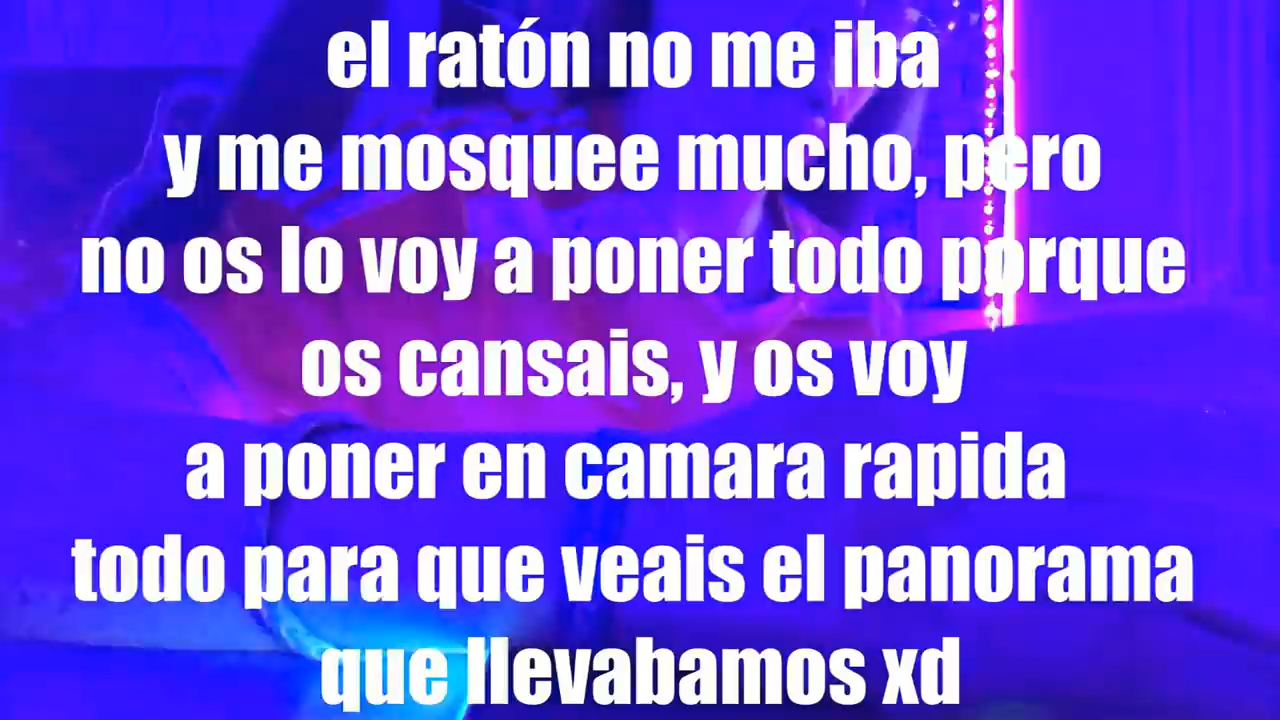 el ratón no me iba
y me mosquee mucho, pero
no os lo voy a poner todo porque
os cansais, y os voy
a poner en camara rapida
todo para que veais el panorama
que llevabamos xd